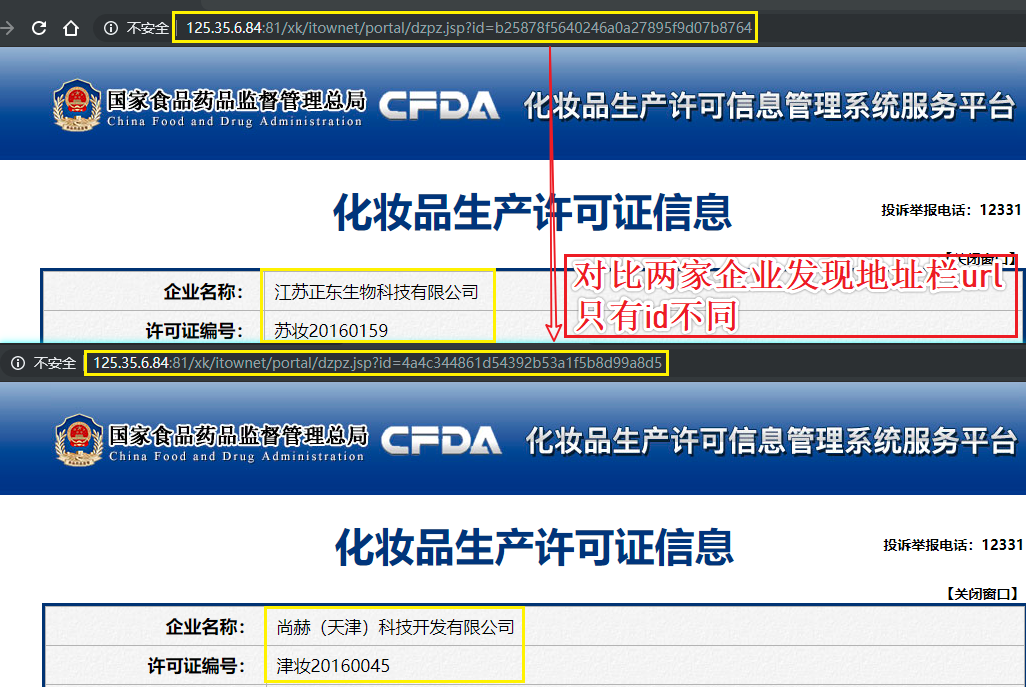 不安全 125.35.6.84:81/xk/itownet/portal/dzpz.jsp?id=b25878f5640246a0a27895f9d07b8764
国家食品药品监督管理总局 CFDA 化妆品生产许可信息管理系统服务平台
China Food and Drug Administration
化妆品生产许可证信息
投诉举报电话：12331
【关闭窗口】
对比两家企业发现地址栏url
只有id不同
企业名称： 江苏正东生物科技有限公司
许可证编号： 苏妆20160159
不安全 125.35.6.84:81/xk/itownet/portal/dzpz.jsp?id=4a4c344861d54392b53a1f5b8d99a8d5
国家食品药品监督管理总局 CFDA 化妆品生产许可信息管理系统服务平台
China Food and Drug Administration
化妆品生产许可证信息
投诉举报电话：12331
【关闭窗口】
企业名称： 尚赫（天津）科技开发有限公司
许可证编号： 津妆20160045